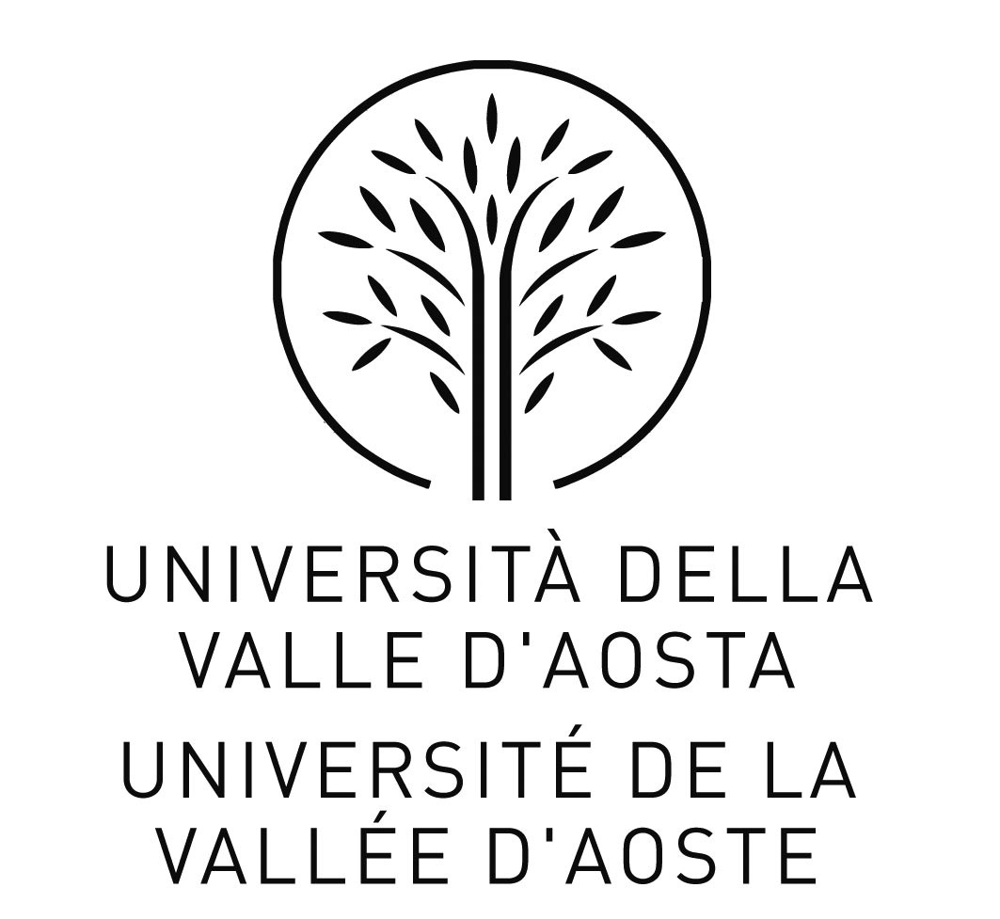 UNIVERSITÀ DELLA
VALLE D'AOSTA
UNIVERSITÉ DE LA
VALLÉE D'AOSTE